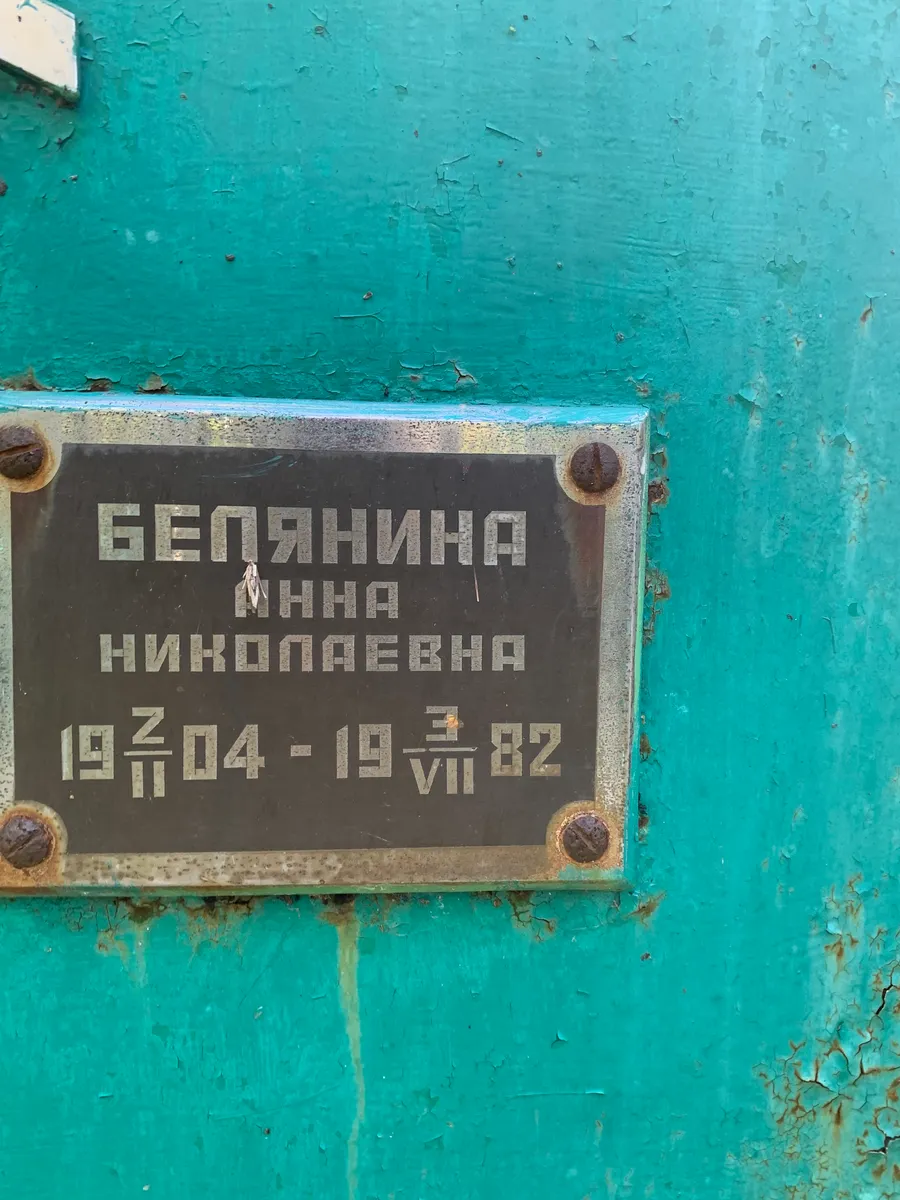 БЕЛЯНИНА
АННА
НИКОЛАЕВНА
19 2/II 04 - 19 3/VII 82